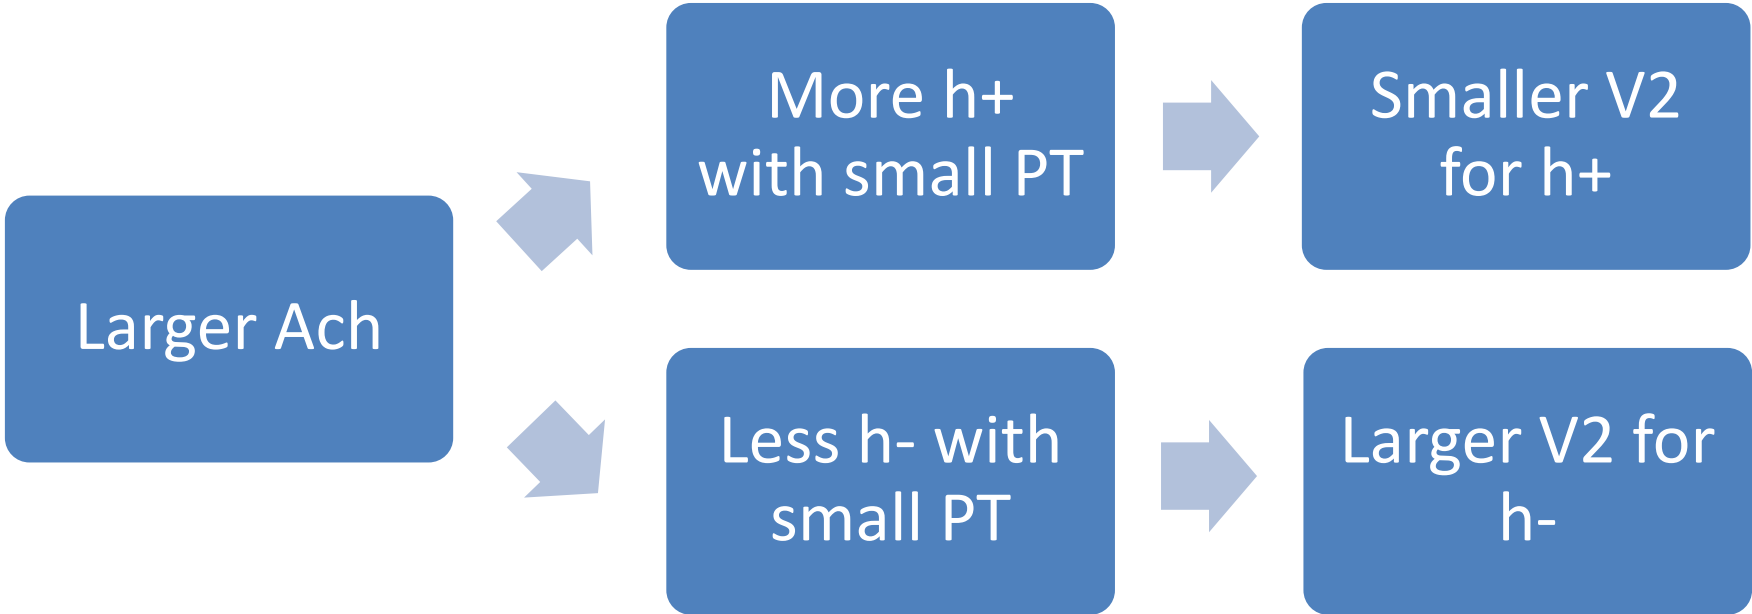 Larger Ach
More h+
with small PT
Smaller V2
for h+
Less h- with
small PT
Larger V2 for
h-